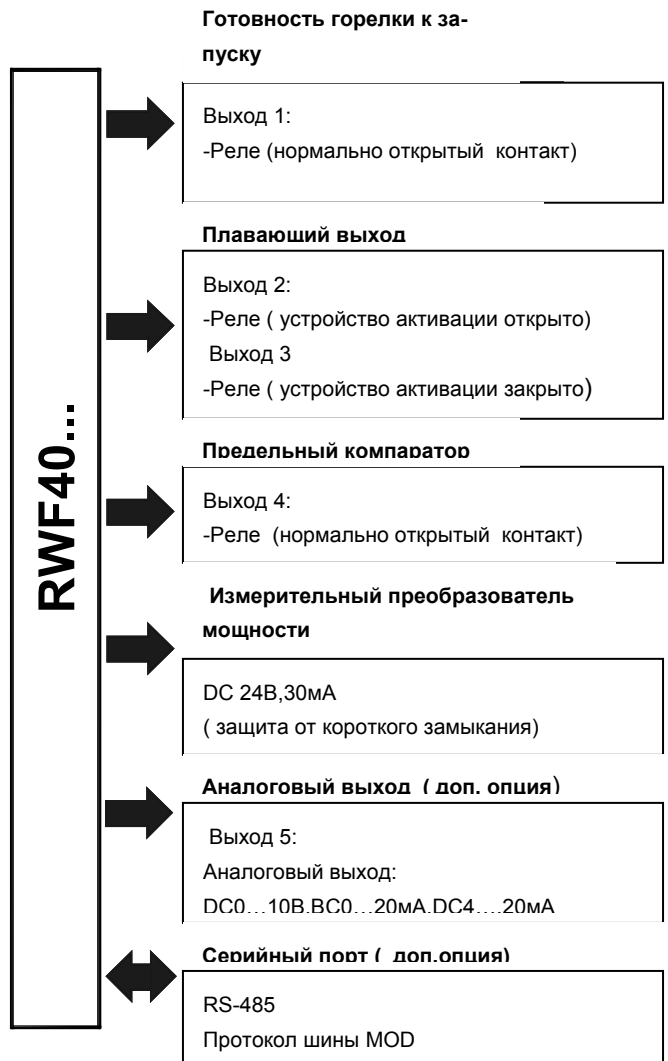 Готовность горелки к за-
пуску
RWF40...
Выход 1:
-Реле (нормально открытый контакт)
Плавающий выход
Выход 2:
-Реле ( устройство активации открыто)
Выход 3
-Реле ( устройство активации закрыто)
Предельный компаратор
Выход 4:
-Реле (нормально открытый контакт)
Измерительный преобразователь
мощности
DC 24В,30мА
( защита от короткого замыкания)
Аналоговый выход ( доп. опция)
Выход 5:
Аналоговый выход:
DC0...10В,ВС0...20мА,DC4....20мА
Серийный порт ( доп.опция)
RS-485
Протокол шины MOD